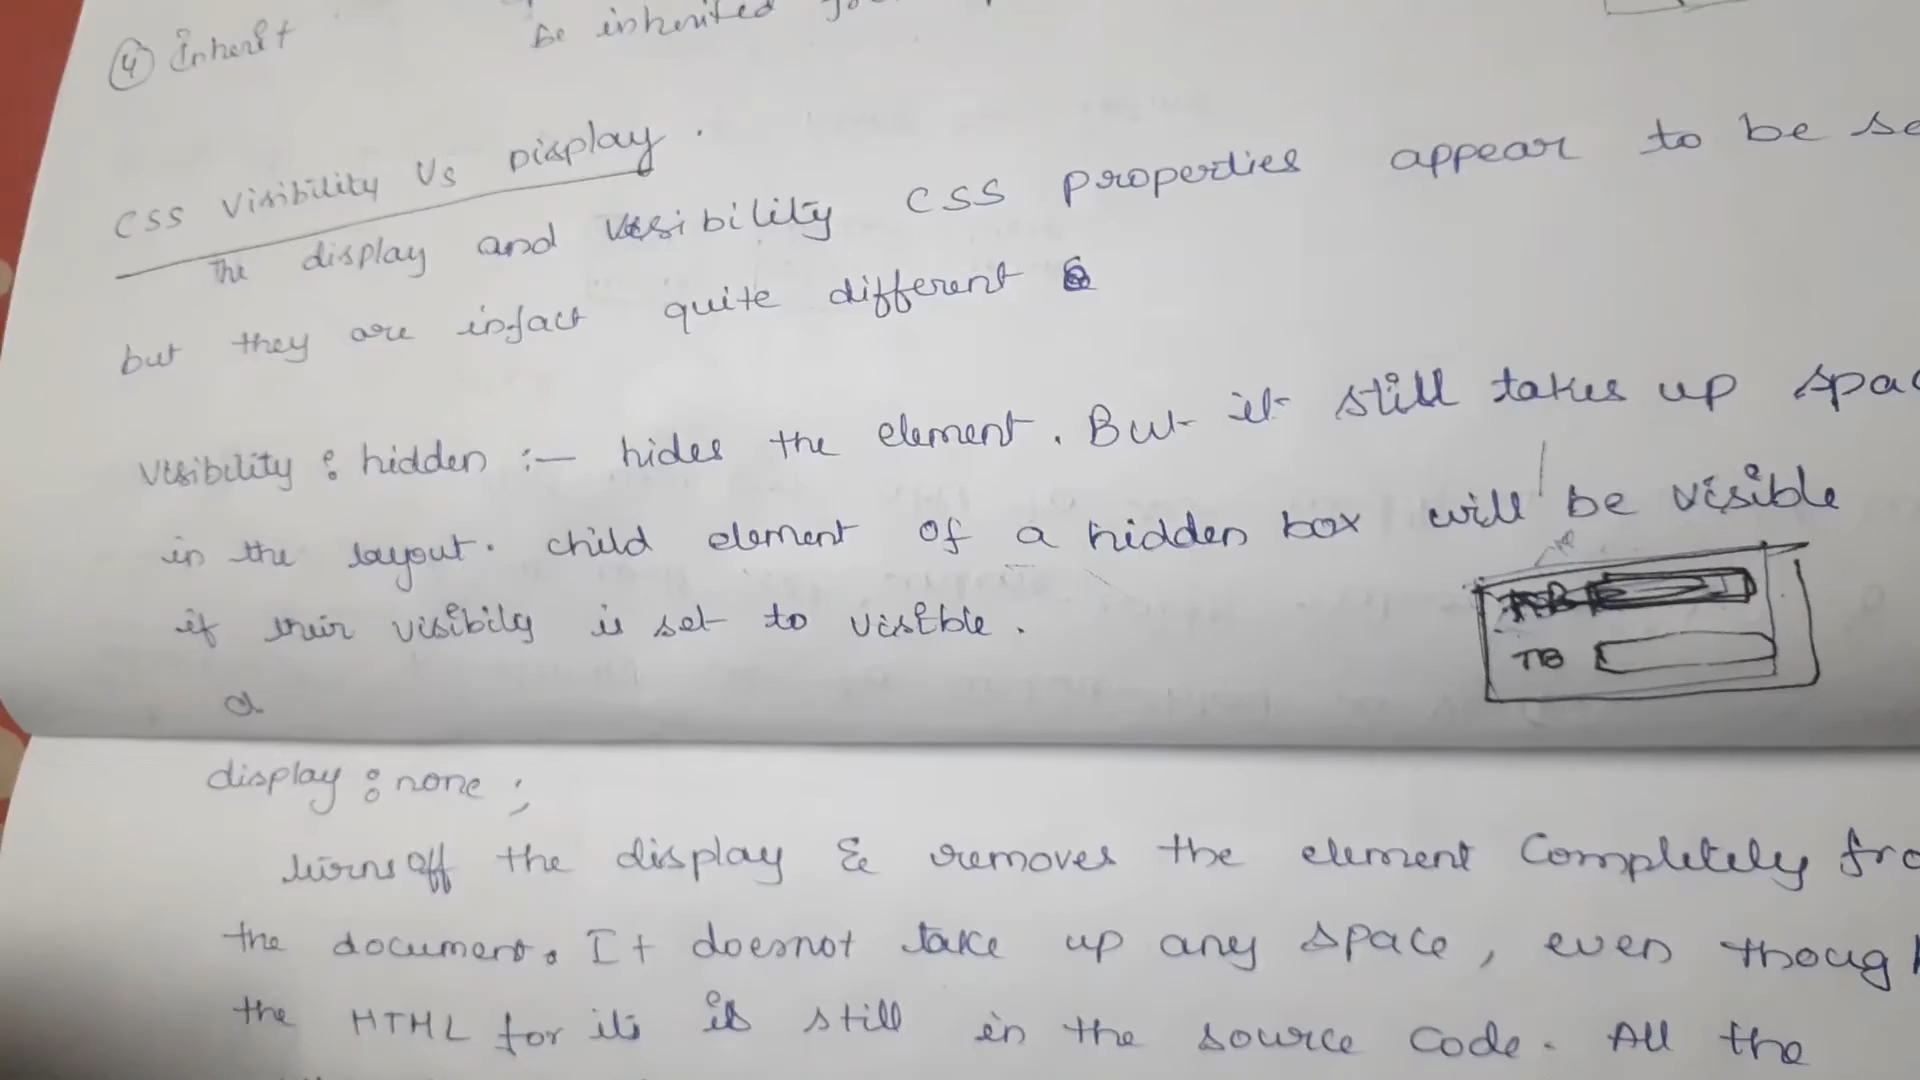 ④ Inherit be inherited
CSS Visibility Vs Display.
The display and visibility CSS properties appear to be
but they are infact quite different
visibility : hidden :— hides the element. But it still takes up spac
in the layout. child element of a hidden box will be visible
if their visibily is set to visible.
TB
d
display : none ;
turns off the display & removes the element Completely fro
the document. It doesnot take up any space, even thoug
the HTML for it is still in the source code. All the